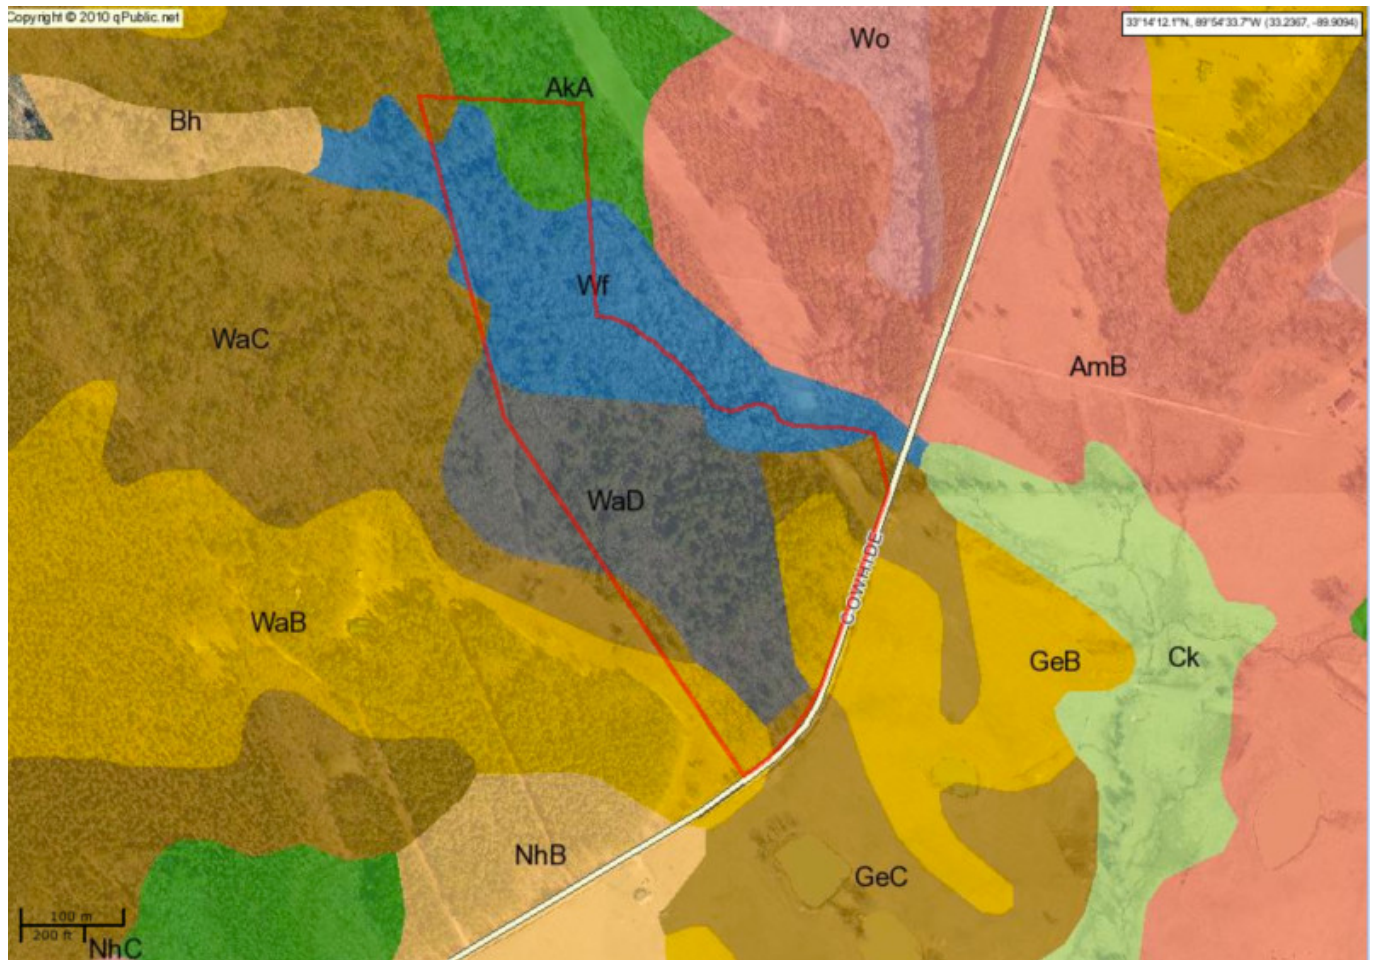 Copyright © 2010 qPublic.net
33°14'12.1"N, 89°54'33.7"W (33.2367, -89.9094)
Wo
AkA
Bh
Wf
WaC
AmB
WaD
COWHIDE
WaB
GeB
Ck
NhB
GeC
100 m
200 ft
NhC